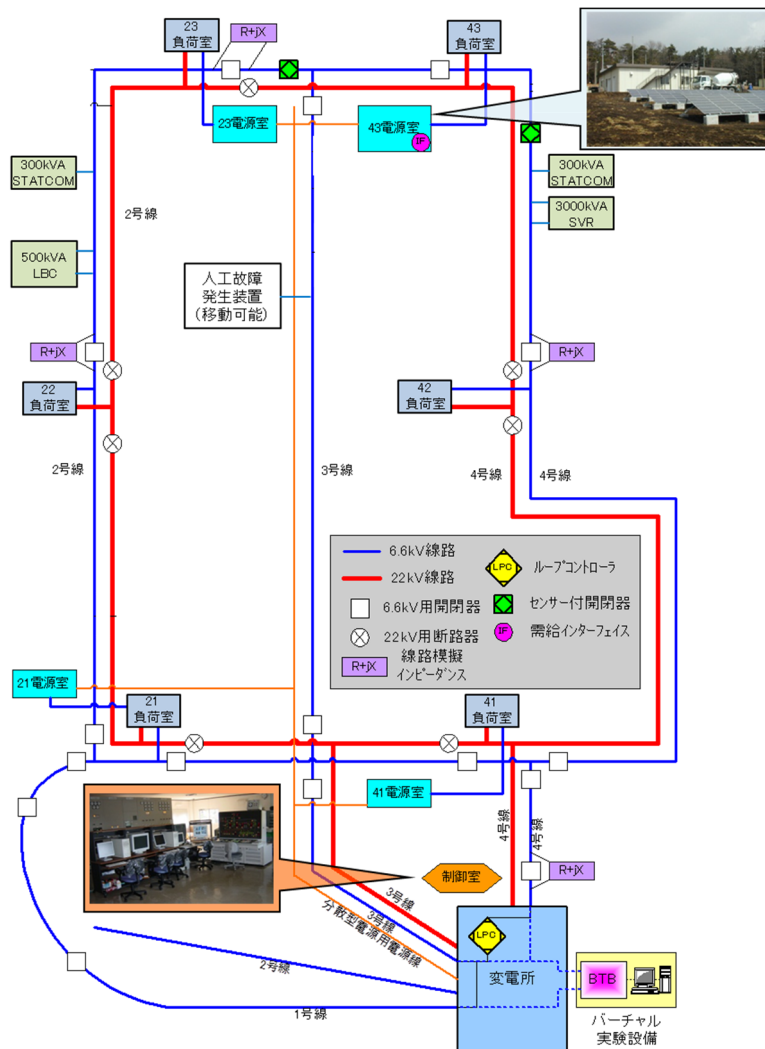 23
負荷室
R+jX
43
負荷室
23電源室
43電源室
IF
300kVA
STATCOM
300kVA
STATCOM
2号線
3000kVA
SVR
500kVA
LBC
人工故障
発生装置
(移動可能)
R+jX
R+jX
22
負荷室
42
負荷室
2号線
3号線
4号線
4号線
6.6kV線路
LPC
ループコントローラ
22kV線路
6.6kV用開閉器
センサー付開閉器
22kV用断路器
IF
需給インターフェイス
R+jX
線路模擬
インピーダンス
21電源室
21
負荷室
41
負荷室
41電源室
4号線
4号線
制御室
R+jX
3号線
3号線
分散型電源用電源線
LPC
2号線
変電所
BTB
1号線
バーチャル
実験設備